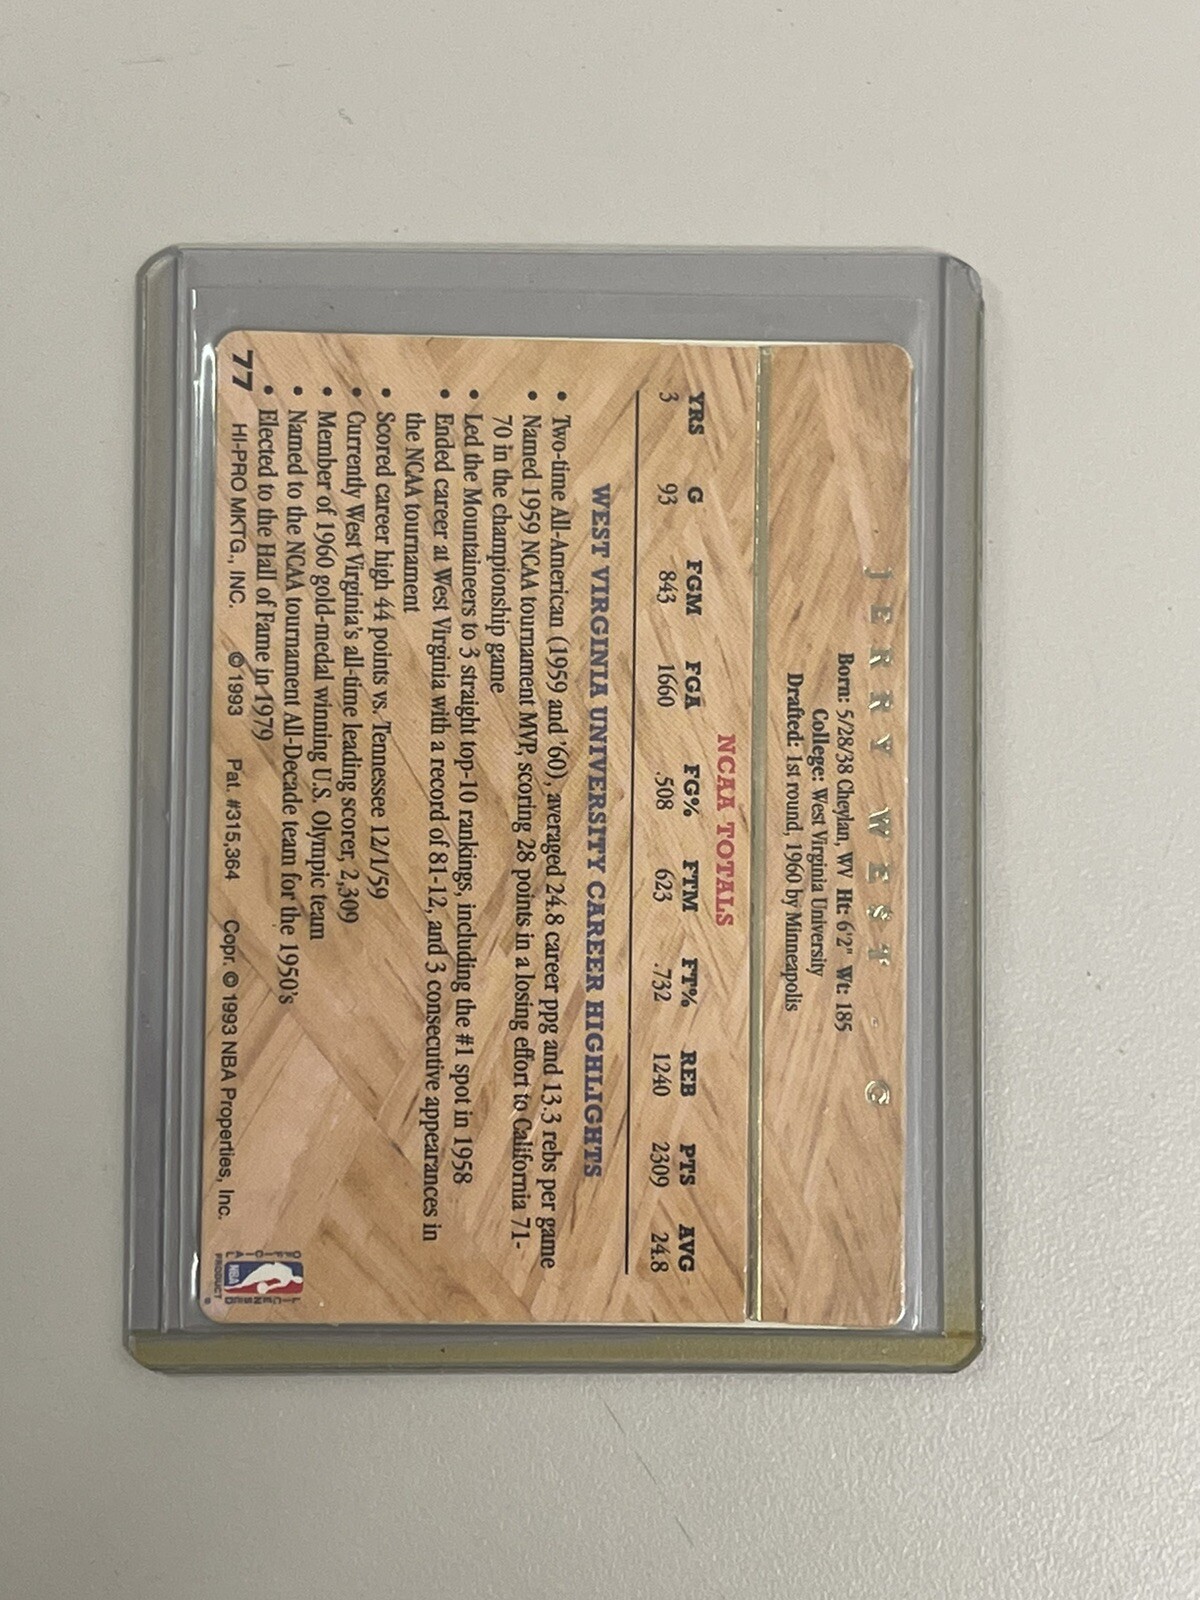 JERRY WEST - G
Born: 5/28/38 Cheylan, WV Ht: 6'2" Wt: 185
College: West Virginia University
Drafted: 1st round, 1960 by Minneapolis
NCAA TOTALS
YRS G FGM FGA FG% FTM FT% REB PTS AVG
3 93 843 1660 .508 623 .732 1240 2309 24.8
WEST VIRGINIA UNIVERSITY CAREER HIGHLIGHTS
• Two-time All-American (1959 and '60), averaged 24.8 career ppg and 13.3 rebs per game
• Named 1959 NCAA tournament MVP, scoring 28 points in a losing effort to California 71-
70 in the championship game
• Led the Mountaineers to 3 straight top-10 rankings, including the #1 spot in 1958
• Ended career at West Virginia with a record of 81-12, and 3 consecutive appearances in
the NCAA tournament
• Scored career high 44 points vs. Tennessee 12/1/59
• Currently West Virginia's all-time leading scorer, 2,309
• Member of 1960 gold-medal winning U.S. Olympic team
• Named to the NCAA tournament All-Decade team for the 1950's
• Elected to the Hall of Fame in 1979
77 HI-PRO MKTG., INC. © 1993 Pat. #315,364 Copr. © 1993 NBA Properties, Inc.
OFFICIAL LICENSED
NBA
PRODUCT